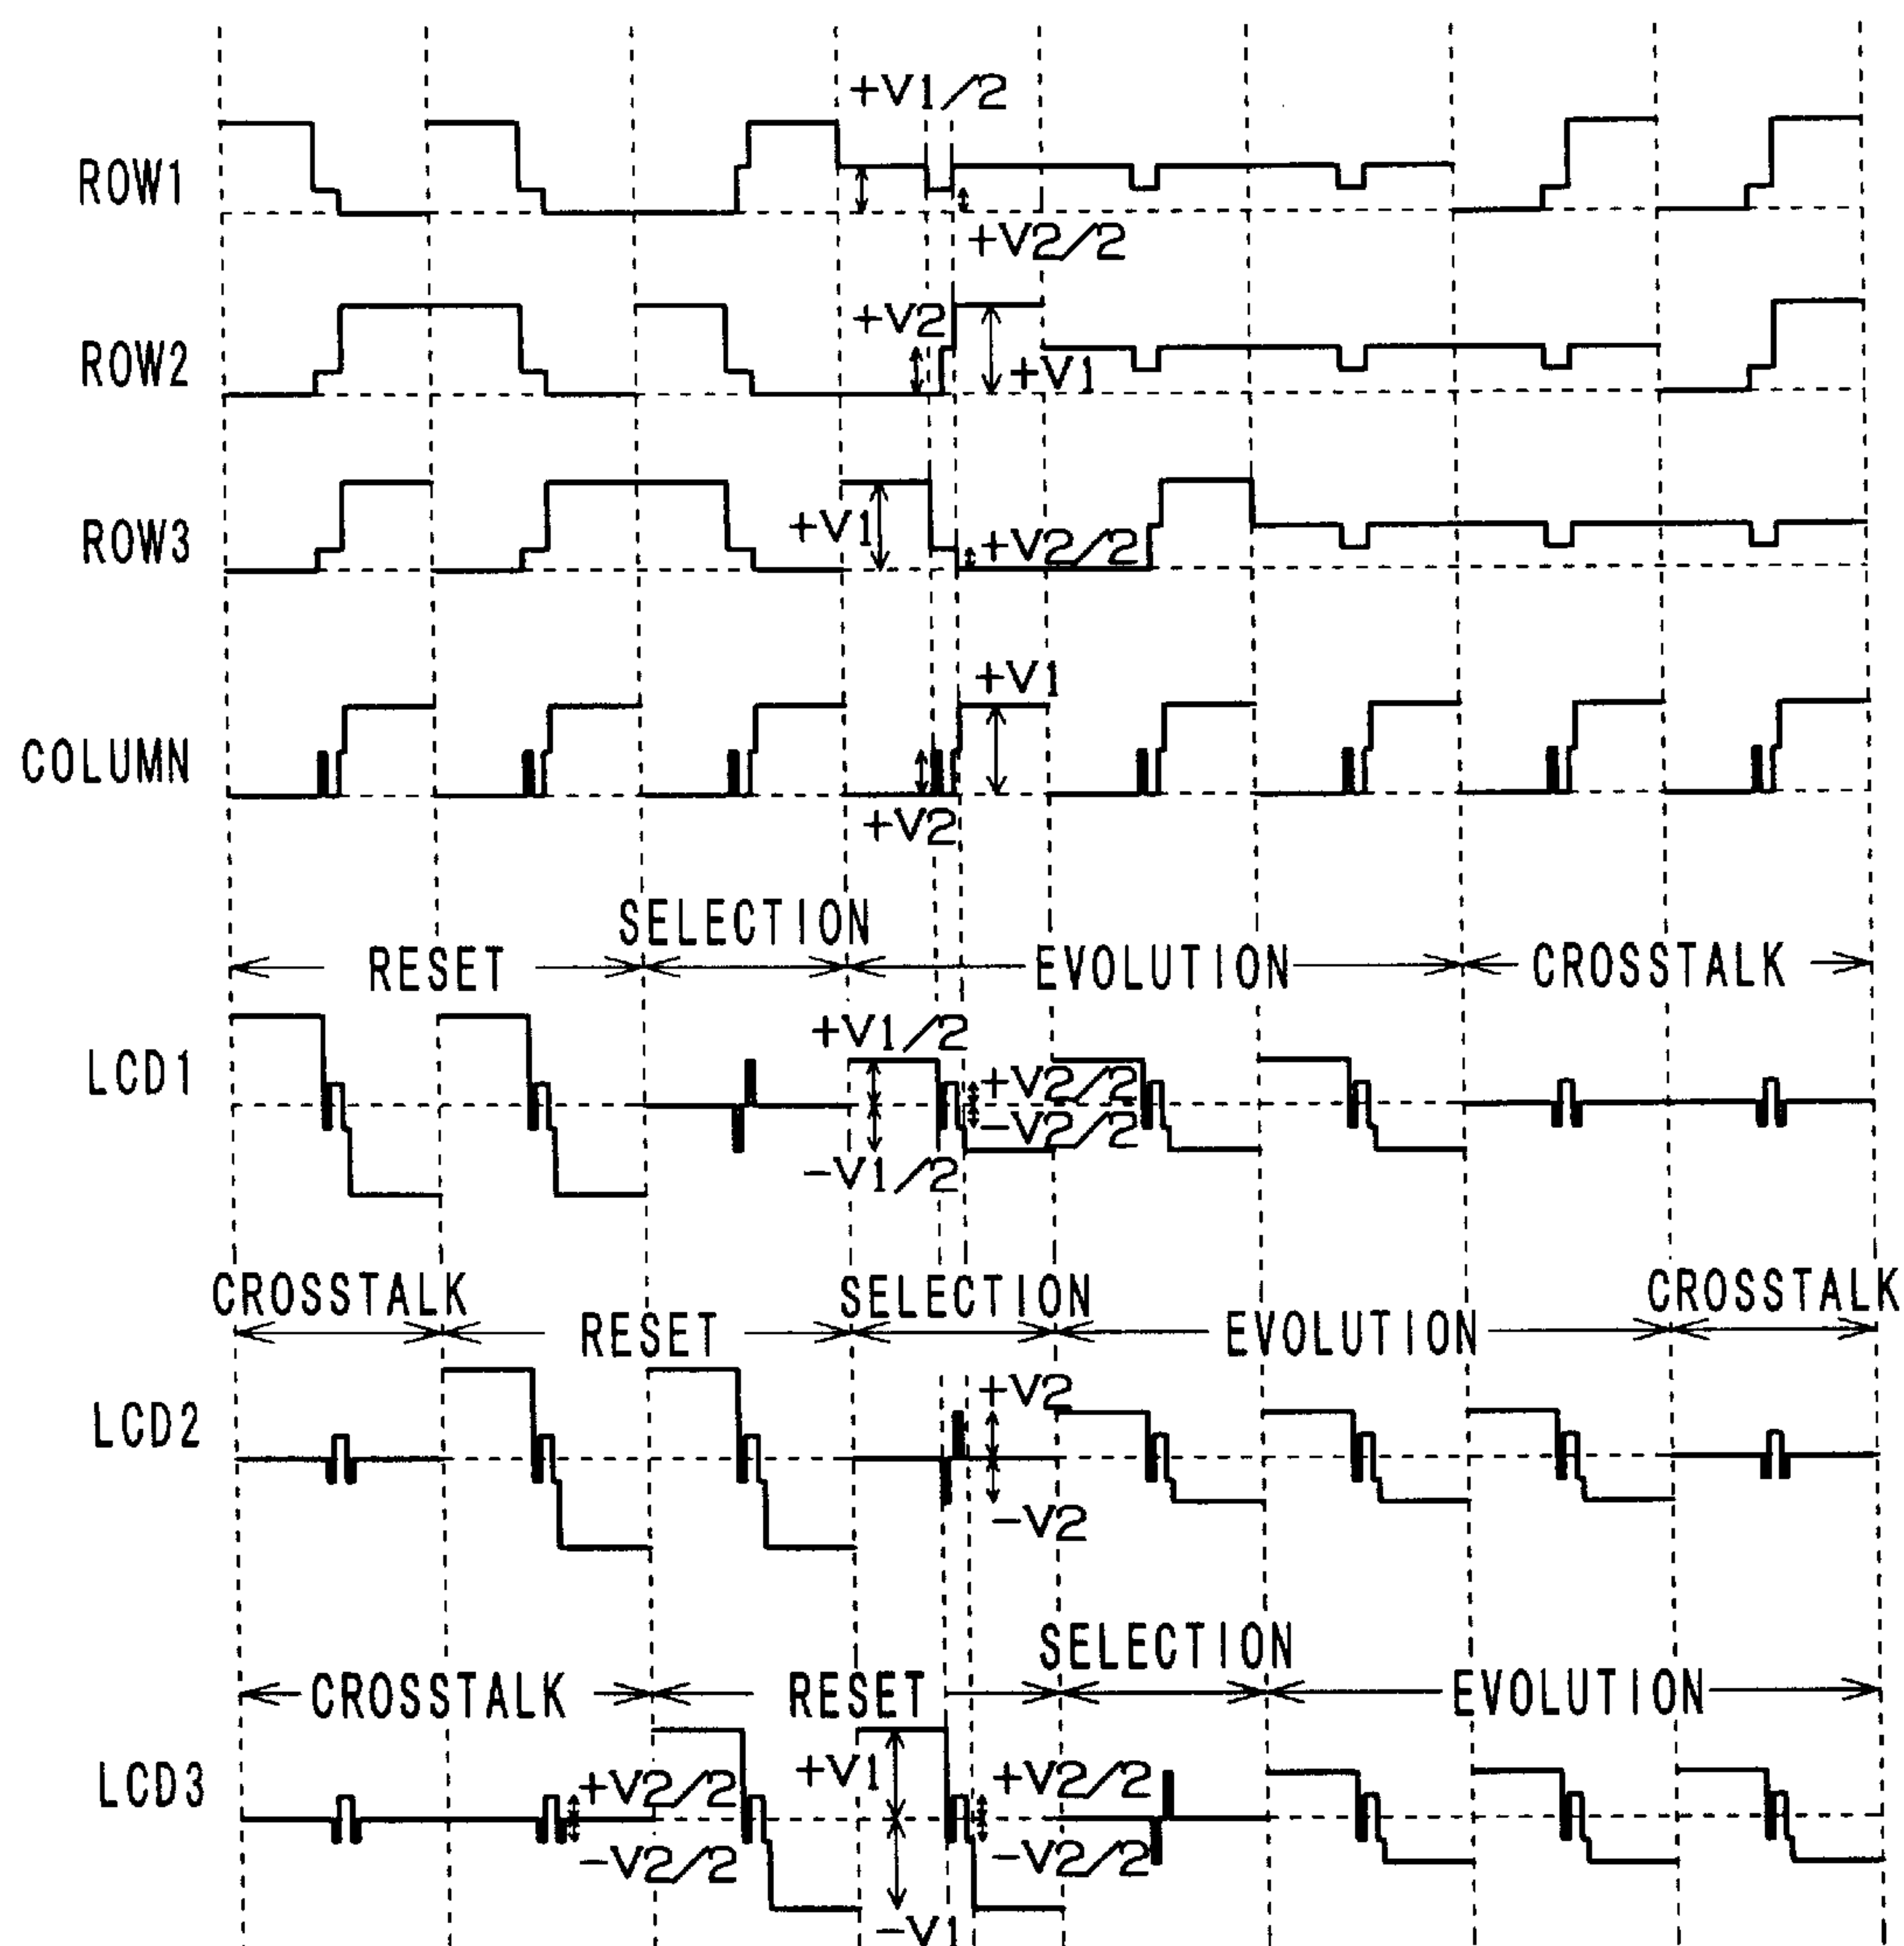 +V1/2
ROW1
+V2/2
+V2
ROW2
+V1
ROW3
+V1
+V2/2
+V1
COLUMN
+V2
SELECTION
RESET
EVOLUTION
CROSSTALK
+V1/2
LCD1
+V2/2
-V2/2
-V1/2
CROSSTALK
SELECTION
CROSSTALK
RESET
EVOLUTION
+V2
LCD2
-V2
SELECTION
CROSSTALK
RESET
EVOLUTION
LCD3
+V2/2
+V1
+V2/2
-V2/2
-V2/2
-V1